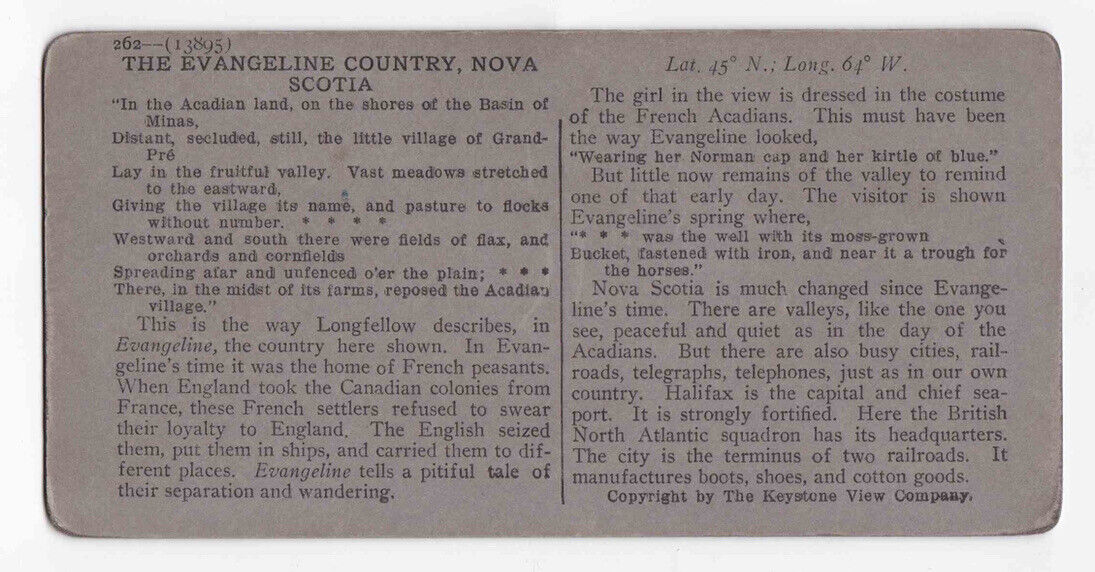 262—(13895)
THE EVANGELINE COUNTRY, NOVA
SCOTIA
"In the Acadian land, on the shores of the Basin of
Minas,
Distant, secluded, still, the little village of Grand-
Pré
Lay in the fruitful valley. Vast meadows stretched
to the eastward,
Giving the village its name, and pasture to flocks
without number. * * * *
Westward and south there were fields of flax, and
orchards and cornfields
Spreading afar and unfenced o'er the plain; * * *
There, in the midst of its farms, reposed the Acadian
village."
This is the way Longfellow describes, in
Evangeline, the country here shown. In Evan-
geline's time it was the home of French peasants.
When England took the Canadian colonies from
France, these French settlers refused to swear
their loyalty to England. The English seized
them, put them in ships, and carried them to dif-
ferent places. Evangeline tells a pitiful tale of
their separation and wandering.
Lat. 45° N.; Long. 64° W.
The girl in the view is dressed in the costume
of the French Acadians. This must have been
the way Evangeline looked,
"Wearing her Norman cap and her kirtle of blue."
But little now remains of the valley to remind
one of that early day. The visitor is shown
Evangeline's spring where,
"* * * was the well with its moss-grown
Bucket, fastened with iron, and near it a trough for
the horses."
Nova Scotia is much changed since Evange-
line's time. There are valleys, like the one you
see, peaceful and quiet as in the day of the
Acadians. But there are also busy cities, rail-
roads, telegraphs, telephones, just as in our own
country. Halifax is the capital and chief sea-
port. It is strongly fortified. Here the British
North Atlantic squadron has its headquarters.
The city is the terminus of two railroads. It
manufactures boots, shoes, and cotton goods.
Copyright by The Keystone View Company.